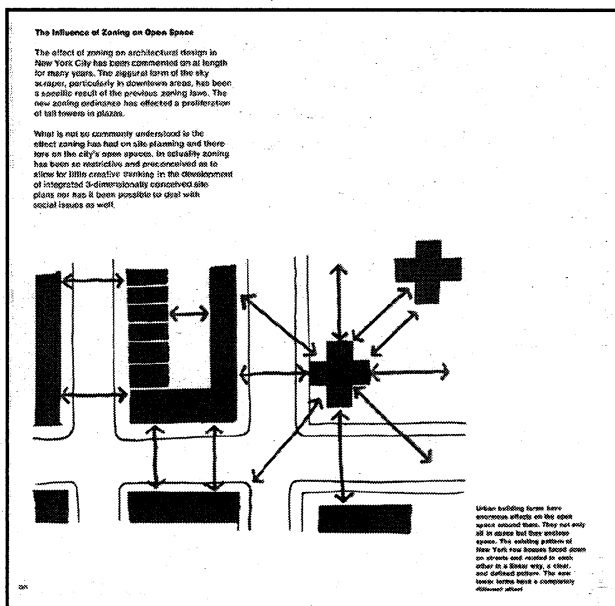 The Influence of Zoning on Open Space
The effect of zoning on architectural design in
New York City has been commented on at length
for many years. The ziggurat form of the sky
scraper, particularly in downtown areas, has been
a specific result of the previous zoning laws. The
new zoning ordinance has effected a proliferation
of tall towers in plazas.
What is not so commonly understood is the
effect zoning has had on site planning and there
fore on the city's open spaces. In actuality zoning
has been so restrictive and preconceived as to
allow for little creative thinking in the development
of integrated 3-dimensionally conceived site
plans nor has it been possible to deal with
social issues as well.
Urban building forms have
enormous effects on the open
space around them. They not only
sit in space but they enclose
space. The existing pattern of
New York row houses faced down
on streets and related to each
other in a linear way, a clear,
and defined pattern. The new
tower forms have a completely
different effect